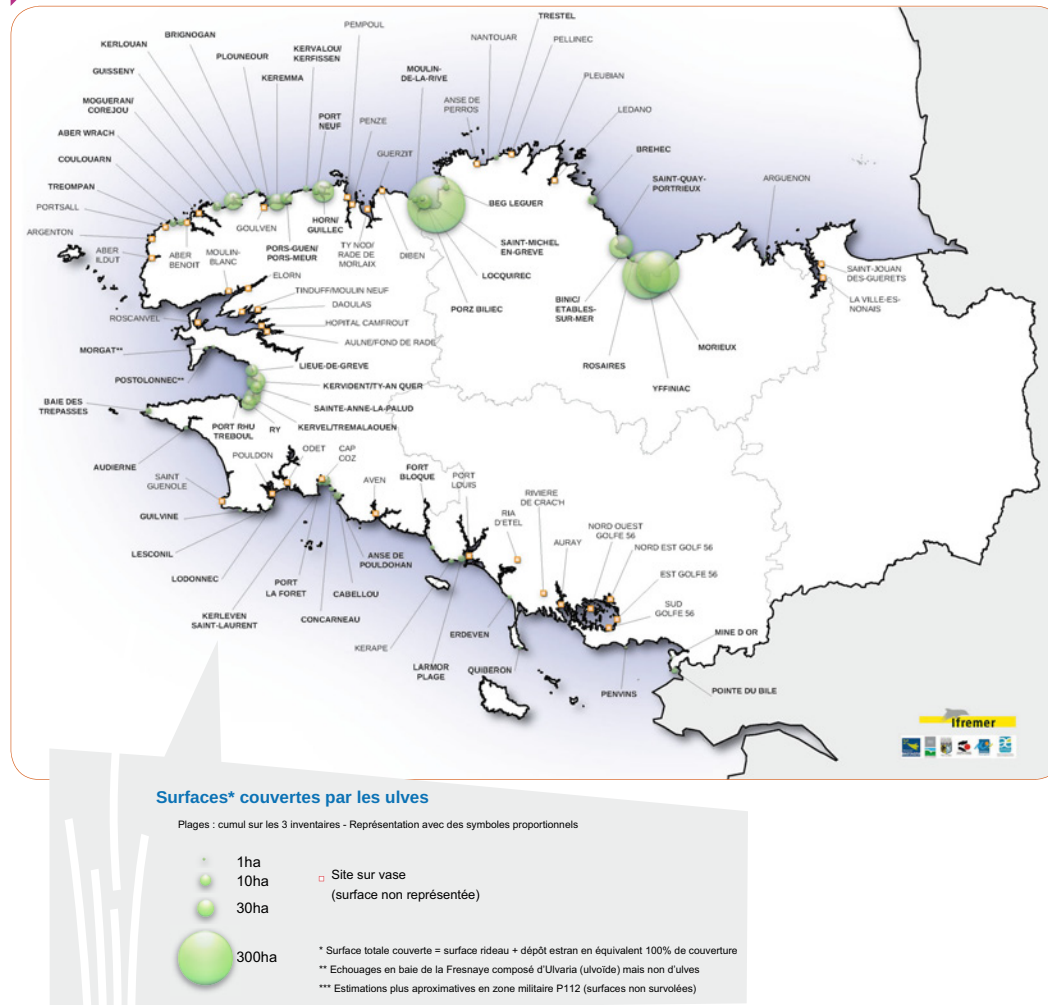 TRESTEL
PEMPOUL
NANTOUAR
BRIGNOGAN
PELLINEC
KERLOUAN
KERVALOU/
KERFISSEN
PLOUNEOUR
MOULIN-
DE-LA-RIVE
GUISSENY
KEREMMA
PLEUBIAN
MOGUERAN/
COREJOU
ANSE DE
PERROS
LEDANO
PORT
NEUF
PENZE
ABER WRACH
GUERZIT
BREHEC
COULOUARN
SAINT-QUAY-
PORTRIEUX
ARGUENON
TREOMPAN
PORTSALL
BEG LEGUER
ARGENTON
GOULVEN
HORN/
GUILLEC
ABER
ILDUT
ABER
BENOIT
MOULIN-
BLANC
PORS-GUEN/
PORS-MEUR
TY NOD/
RADE DE
MORLAIX
DIBEN
SAINT-MICHEL
EN-GREVE
LOCQUIREC
SAINT-JOUAN
DES-GUERETS
ELORN
TINDUFF/MOULIN NEUF
DAOULAS
LA VILLE-ES-
NONAIS
ROSCANVEL
HOPITAL CAMFROUT
PORZ BILIEC
BINIC/
ETABLES-
SUR-MER
AULNE/FOND DE RADE
MORGAT**
MORIEUX
LIEUE-DE-GREVE
ROSAIRES
POSTOLONNEC**
KERVIDENT/TY-AN QUER
YFFINIAC
BAIE DES
TREPASSES
SAINTE-ANNE-LA-PALUD
PORT RHU
TREBOUL
RY
KERVEL/TREMALAOUEN
POULDON
ODET
CAP
COZ
AUDIERNE
AVEN
FORT
BLOQUE
PORT
LOUIS
SAINT
GUENOLE
RIVIERE
DE CRAC'H
RIA
D'ETEL
GUILVINE
NORD OUEST
GOLFE 56
AURAY
NORD EST GOLF 56
LESCONIL
ANSE DE
POULDOHAN
EST GOLFE 56
LODONNEC
PORT
LA FORET
CABELLOU
SUD
GOLFE 56
KERLEVEN
SAINT-LAURENT
CONCARNEAU
ERDEVEN
MINE D OR
KERAPE
LARMOR
PLAGE
QUIBERON
PENVINS
POINTE DU BILE
Ifremer
Surfaces* couvertes par les ulves
Plages : cumul sur les 3 inventaires - Représentation avec des symboles proportionnels
1ha
10ha
30ha
300ha
Site sur vase
(surface non représentée)
* Surface totale couverte = surface rideau + dépôt estran en équivalent 100% de couverture
** Echouages en baie de la Fresnaye composé d'Ulvaria (ulvoïde) mais non d'ulves
*** Estimations plus aproximatives en zone militaire P112 (surfaces non survolées)